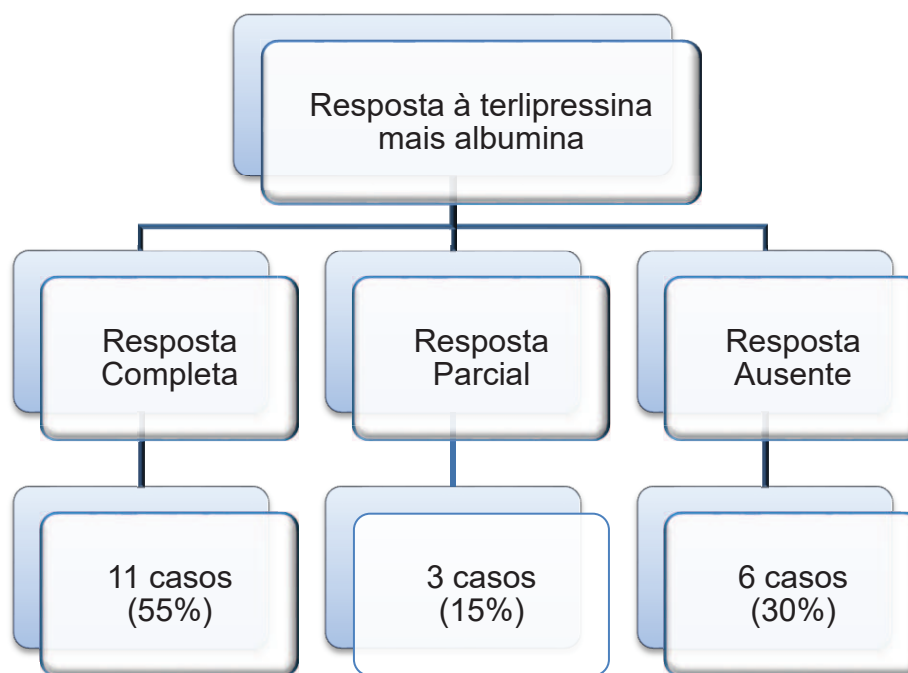 Resposta à terlipressina
mais albumina
Resposta
Completa
Resposta
Parcial
Resposta
Ausente
11 casos
(55%)
3 casos
(15%)
6 casos
(30%)